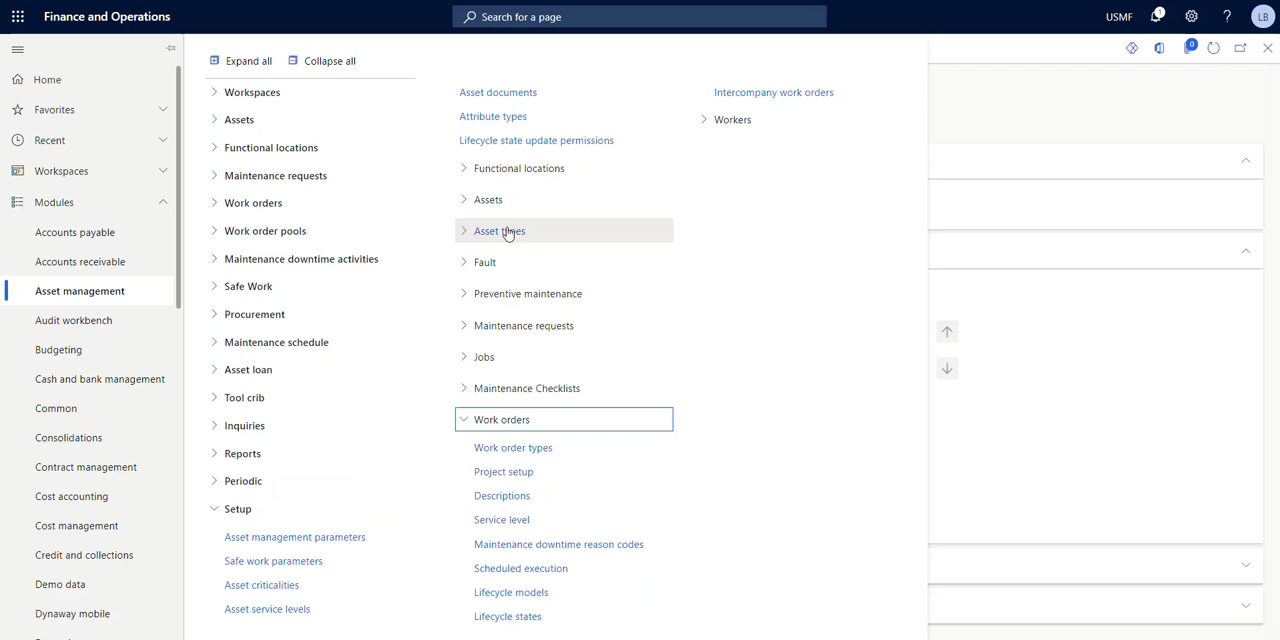 Finance and Operations
Search for a page
USMF
1
?
LB
0
Home
Favorites
Recent
Workspaces
Modules
Accounts payable
Accounts receivable
Asset management
Audit workbench
Budgeting
Cash and bank management
Common
Consolidations
Contract management
Cost accounting
Cost management
Credit and collections
Demo data
Dynaway mobile
Expand all
Collapse all
Workspaces
Assets
Functional locations
Maintenance requests
Work orders
Work order pools
Maintenance downtime activities
Safe Work
Procurement
Maintenance schedule
Asset loan
Tool crib
Inquiries
Reports
Periodic
Setup
Asset management parameters
Safe work parameters
Asset criticalities
Asset service levels
Asset documents
Attribute types
Lifecycle state update permissions
Functional locations
Assets
Asset types
Fault
Preventive maintenance
Maintenance requests
Jobs
Maintenance Checklists
Work orders
Work order types
Project setup
Descriptions
Service level
Maintenance downtime reason codes
Scheduled execution
Lifecycle models
Lifecycle states
Intercompany work orders
Workers